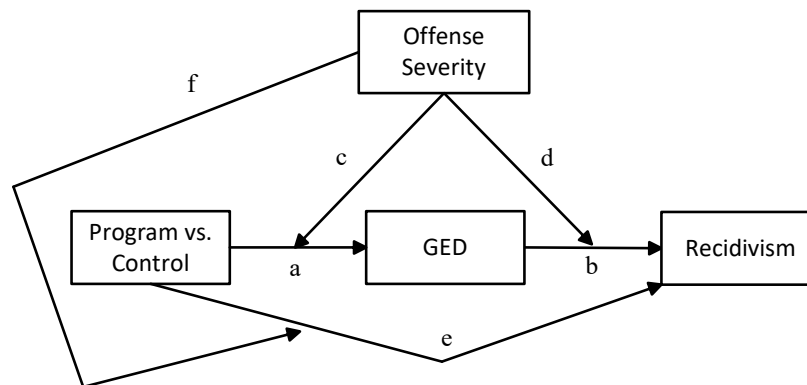 Offense
Severity
f
c
d
Program vs.
Control
a
GED
b
Recidivism
e